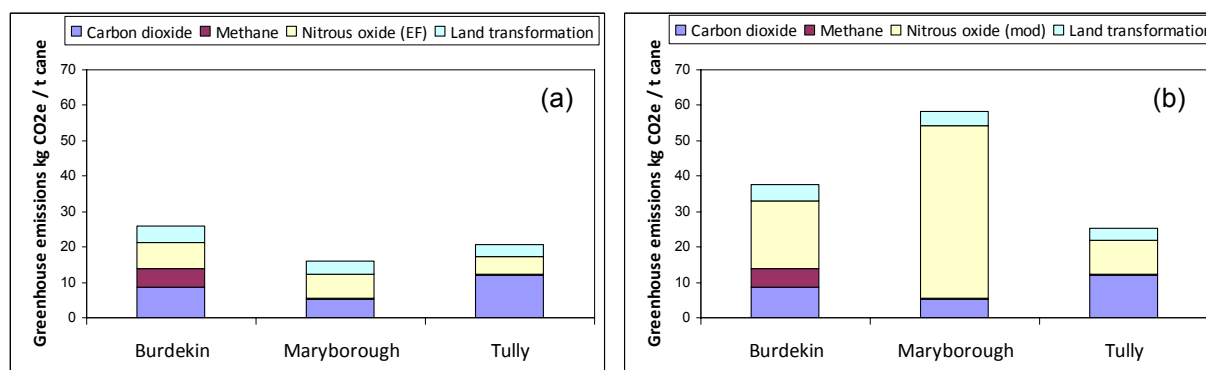 Carbon dioxide Methane Nitrous oxide (EF) Land transformation
Greenhouse emissions kg CO2e / t cane
70
60
50
40
30
20
10
0
(a)
Burdekin Maryborough Tully
Carbon dioxide Methane Nitrous oxide (mod) Land transformation
Greenhouse emissions kg CO2e / t cane
70
60
50
40
30
20
10
0
(b)
Burdekin Maryborough Tully